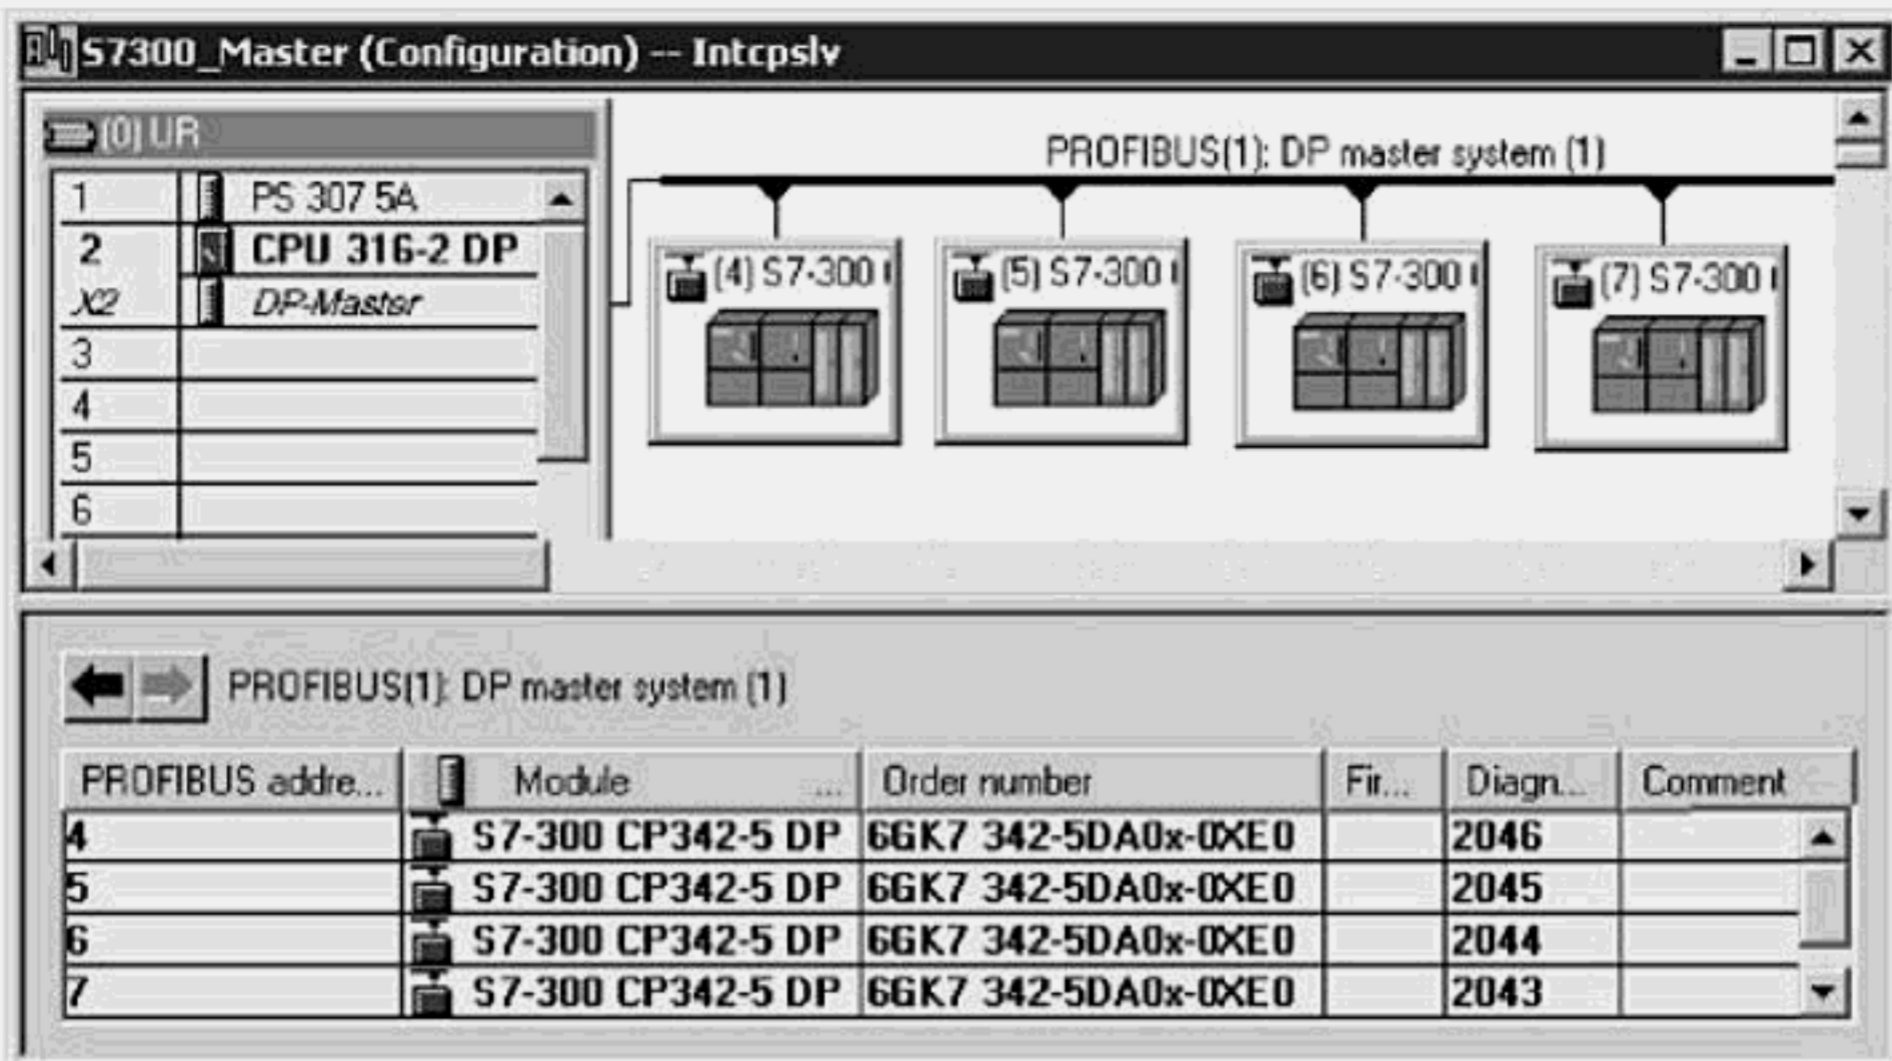 S7300_Master (Configuration) -- Intcpslv
(0) UR
1 PS 307 5A
2 CPU 316-2 DP
X2 DP-Master
3
4
5
6
PROFIBUS(1): DP master system (1)
(4) S7-300
(5) S7-300
(6) S7-300
(7) S7-300
PROFIBUS(1): DP master system (1)
PROFIBUS addre... Module ... Order number Fir... Diagn... Comment
4 S7-300 CP342-5 DP 6GK7 342-5DA0x-0XE0 2046
5 S7-300 CP342-5 DP 6GK7 342-5DA0x-0XE0 2045
6 S7-300 CP342-5 DP 6GK7 342-5DA0x-0XE0 2044
7 S7-300 CP342-5 DP 6GK7 342-5DA0x-0XE0 2043